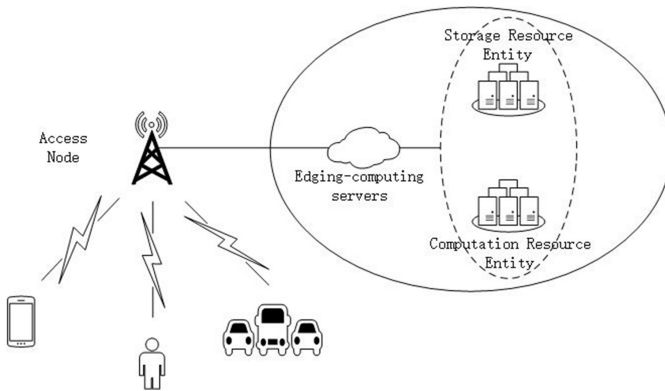 Storage Resource
Entity
Access
Node
Edging-computing
servers
Computation Resource
Entity